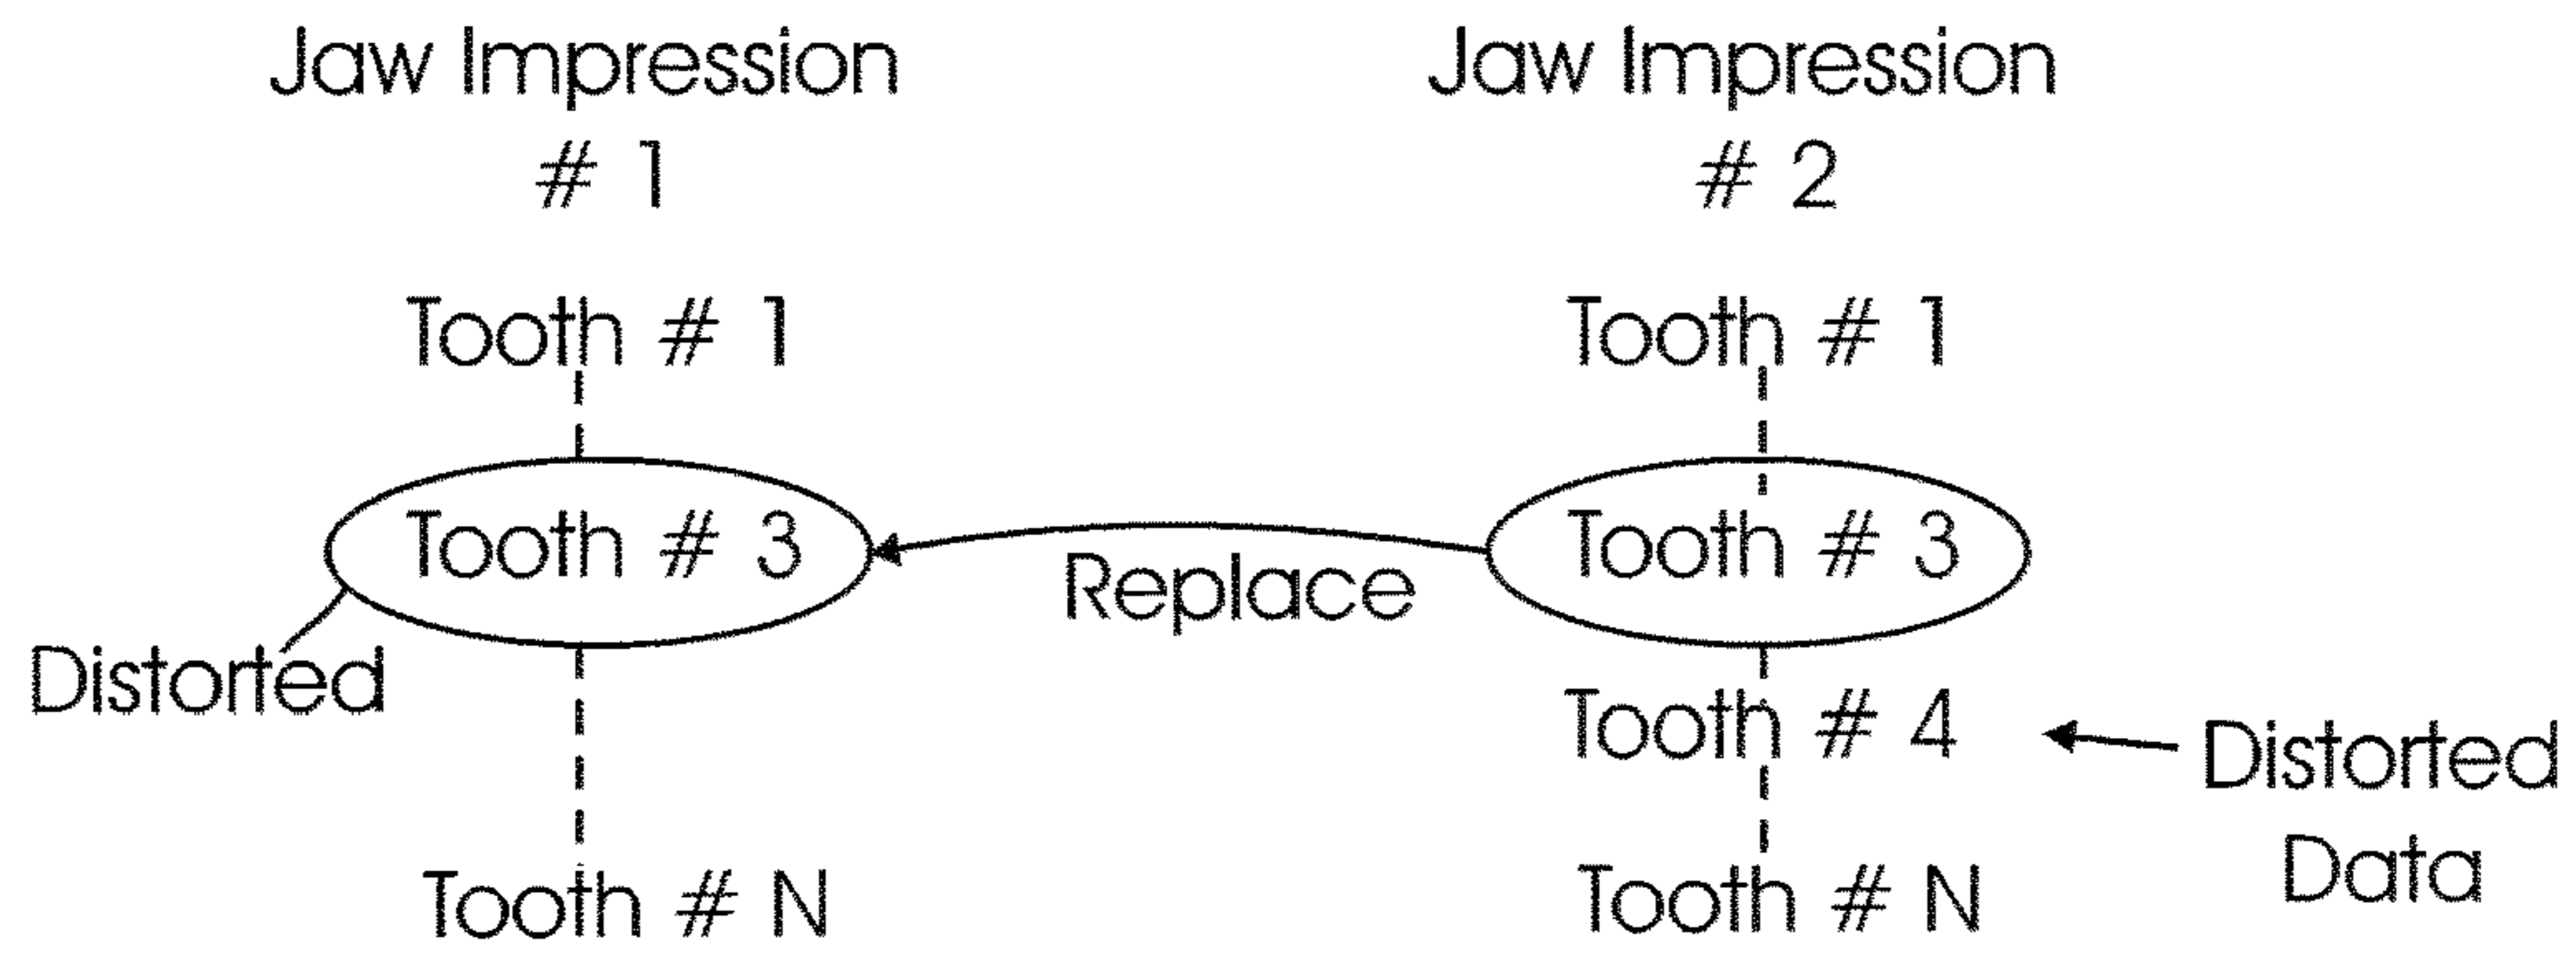 Jaw Impression
# 1
Jaw Impression
# 2
Tooth # 1
Tooth # 1
Tooth # 3
Replace
Tooth # 3
Distorted
Tooth # 4
Distorted
Data
Tooth # N
Tooth # N